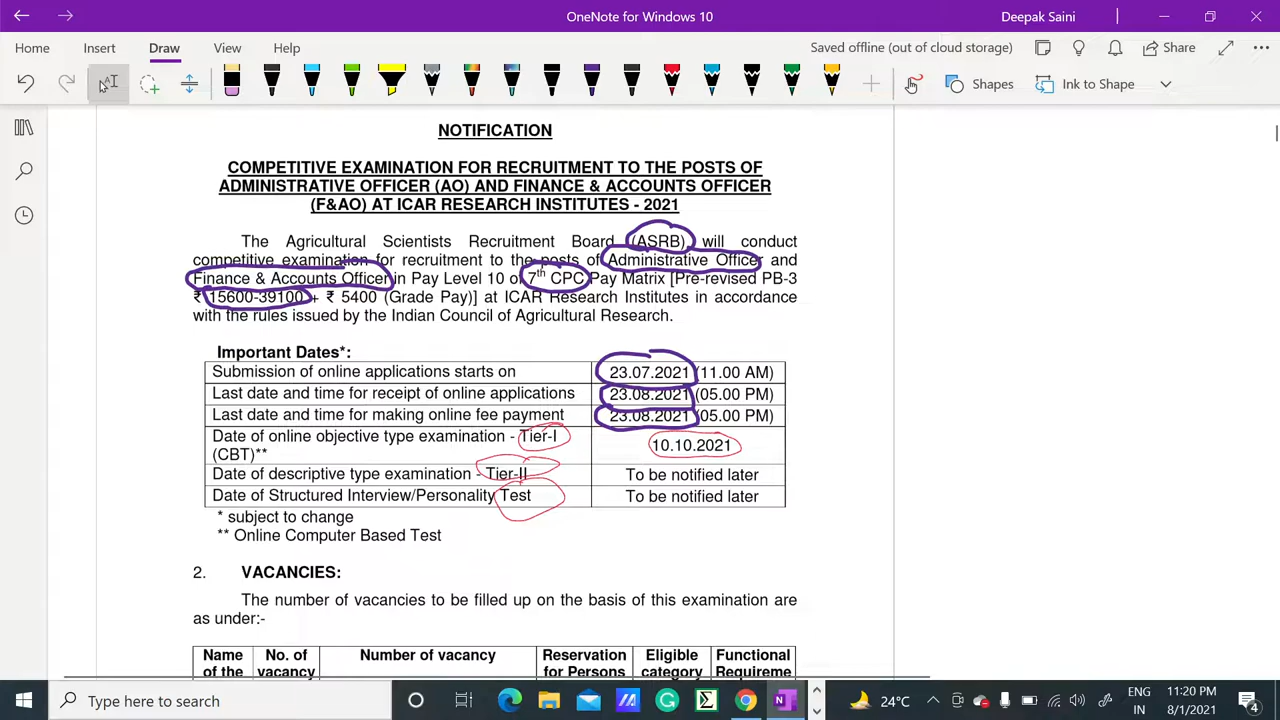 OneNote for Windows 10
Deepak Saini
Home Insert Draw View Help
Saved offline (out of cloud storage)
Share
Shapes
Ink to Shape
NOTIFICATION
COMPETITIVE EXAMINATION FOR RECRUITMENT TO THE POSTS OF
ADMINISTRATIVE OFFICER (AO) AND FINANCE & ACCOUNTS OFFICER
(F&AO) AT ICAR RESEARCH INSTITUTES - 2021
The Agricultural Scientists Recruitment Board (ASRB) will conduct
competitive examination for recruitment to the posts of Administrative Officer and
Finance & Accounts Officer in Pay Level 10 of 7th CPC Pay Matrix [Pre-revised PB-3
₹ 15600-39100 + ₹ 5400 (Grade Pay)] at ICAR Research Institutes in accordance
with the rules issued by the Indian Council of Agricultural Research.
Important Dates*:
Submission of online applications starts on 23.07.2021 (11.00 AM)
Last date and time for receipt of online applications 23.08.2021 (05.00 PM)
Last date and time for making online fee payment 23.08.2021 (05.00 PM)
Date of online objective type examination - Tier-I 10.10.2021
(CBT)**
Date of descriptive type examination - Tier-II To be notified later
Date of Structured Interview/Personality Test To be notified later
* subject to change
** Online Computer Based Test
2. VACANCIES:
The number of vacancies to be filled up on the basis of this examination are
as under:-
Name No. of Number of vacancy Reservation Eligible Functional
of the vacancy for Persons category Requireme
Type here to search
24°C
ENG
IN
11:20 PM
8/1/2021
4